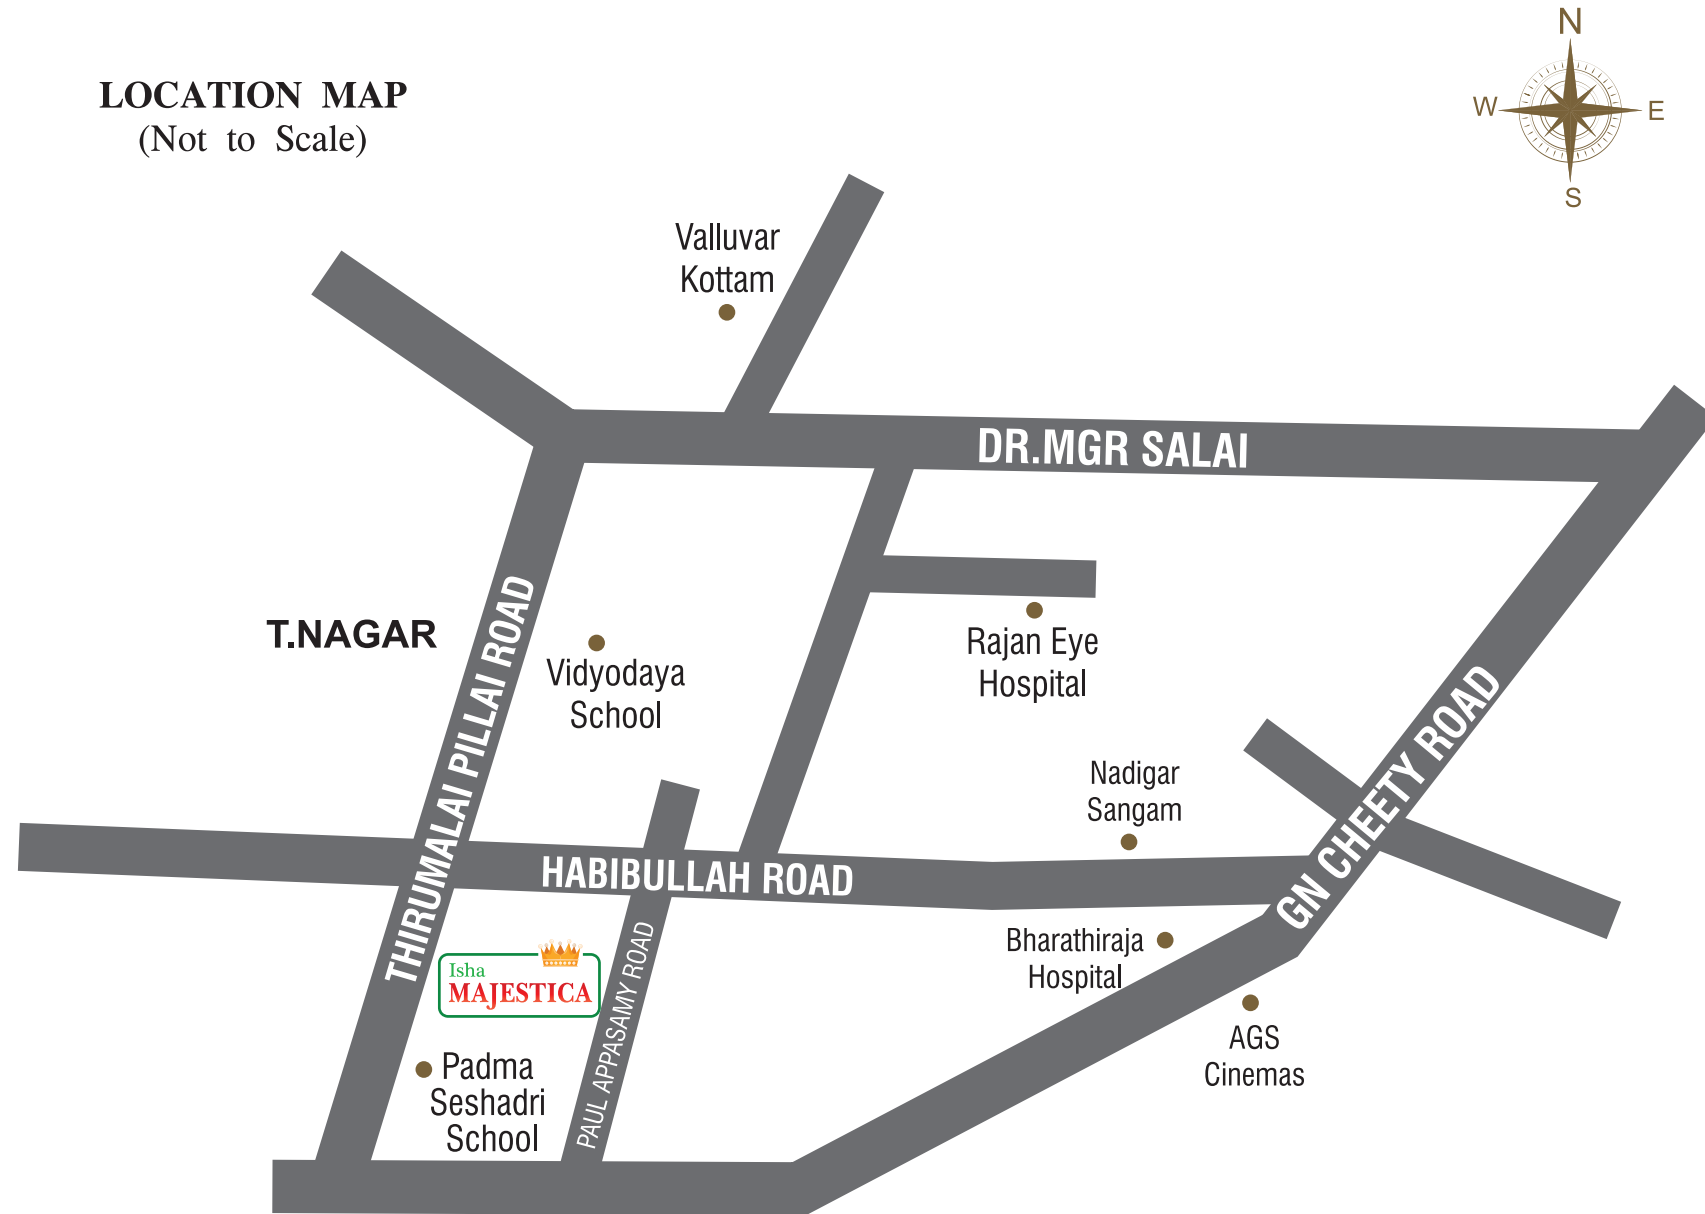 N
W
E
S
LOCATION MAP
(Not to Scale)
Valluvar
Kottam
DR.MGR SALAI
T.NAGAR
THIRUMALAI PILLAI ROAD
Vidyodaya
School
Rajan Eye
Hospital
GN CHEETY ROAD
Nadigar
Sangam
HABIBULLAH ROAD
Isha
MAJESTICA
PAUL APPASAMY ROAD
Bharathiraja
Hospital
AGS
Cinemas
Padma
Seshadri
School